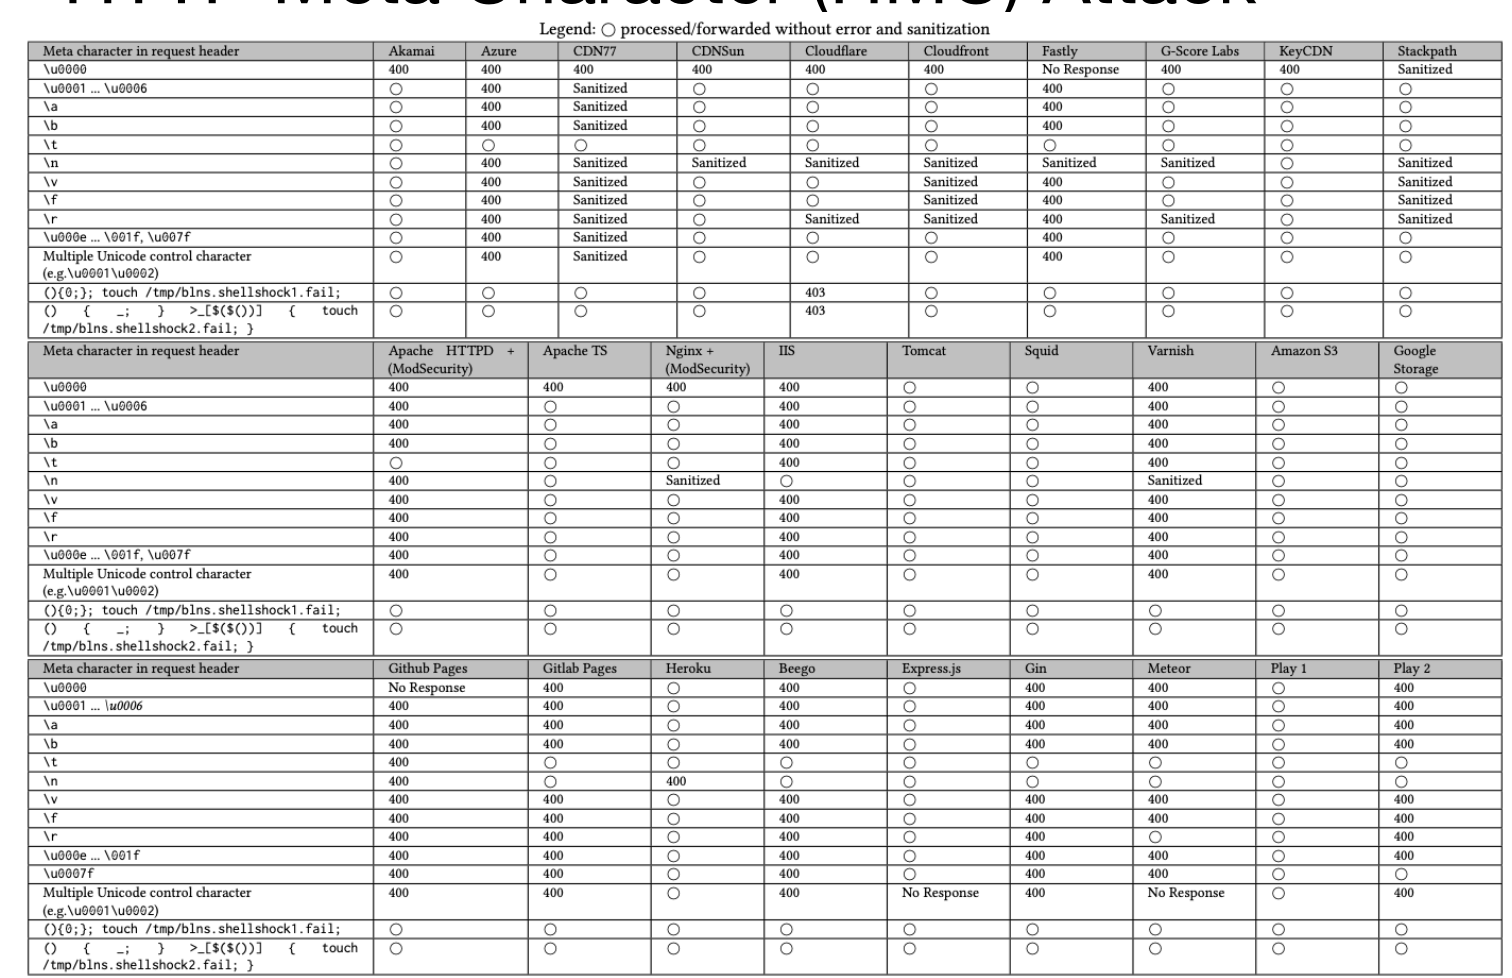 HTTP Meta Character (HMC) Attack
Legend: ○ processed/forwarded without error and sanitization
Meta character in request header Akamai Azure CDN77 CDNSun Cloudflare Cloudfront Fastly G-Score Labs KeyCDN Stackpath
\u0000 400 400 400 400 400 400 No Response 400 400 Sanitized
\u0001 ... \u0006 ○ 400 Sanitized ○ ○ ○ 400 ○ ○ ○
\a ○ 400 Sanitized ○ ○ ○ 400 ○ ○ ○
\b ○ 400 Sanitized ○ ○ ○ 400 ○ ○ ○
\t ○ ○ ○ ○ ○ ○ ○ ○ ○ ○
\n ○ 400 Sanitized Sanitized Sanitized Sanitized Sanitized Sanitized ○ Sanitized
\v ○ 400 Sanitized ○ ○ Sanitized 400 ○ ○ Sanitized
\f ○ 400 Sanitized ○ ○ Sanitized 400 ○ ○ Sanitized
\r ○ 400 Sanitized ○ Sanitized Sanitized 400 Sanitized ○ Sanitized
\u000e ... \001f, \u007f ○ 400 Sanitized ○ ○ ○ 400 ○ ○ ○
Multiple Unicode control character ○ 400 Sanitized ○ ○ ○ 400 ○ ○ ○
(e.g.\u0001\u0002)
(){0;}; touch /tmp/blns.shellshock1.fail; ○ ○ ○ ○ 403 ○ ○ ○ ○ ○
() { _; } >_[$($())] { touch ○ ○ ○ ○ 403 ○ ○ ○ ○ ○
/tmp/blns.shellshock2.fail; }
Meta character in request header Apache HTTPD + Apache TS Nginx + IIS Tomcat Squid Varnish Amazon S3 Google
(ModSecurity) (ModSecurity) Storage
\u0000 400 400 400 400 ○ ○ 400 ○ ○
\u0001 ... \u0006 400 ○ ○ 400 ○ ○ 400 ○ ○
\a 400 ○ ○ 400 ○ ○ 400 ○ ○
\b 400 ○ ○ 400 ○ ○ 400 ○ ○
\t ○ ○ ○ 400 ○ ○ 400 ○ ○
\n 400 ○ Sanitized ○ ○ ○ Sanitized ○ ○
\v 400 ○ ○ 400 ○ ○ 400 ○ ○
\f 400 ○ ○ 400 ○ ○ 400 ○ ○
\r 400 ○ ○ 400 ○ ○ 400 ○ ○
\u000e ... \001f, \u007f 400 ○ ○ 400 ○ ○ 400 ○ ○
Multiple Unicode control character 400 ○ ○ 400 ○ ○ 400 ○ ○
(e.g.\u0001\u0002)
(){0;}; touch /tmp/blns.shellshock1.fail; ○ ○ ○ ○ ○ ○ ○ ○ ○
() { _; } >_[$($())] { touch ○ ○ ○ ○ ○ ○ ○ ○ ○
/tmp/blns.shellshock2.fail; }
Meta character in request header Github Pages Gitlab Pages Heroku Beego Express.js Gin Meteor Play 1 Play 2
\u0000 No Response 400 ○ 400 ○ 400 400 ○ 400
\u0001 ... \u0006 400 400 ○ 400 ○ 400 400 ○ 400
\a 400 400 ○ 400 ○ 400 400 ○ 400
\b 400 400 ○ 400 ○ 400 400 ○ 400
\t 400 ○ ○ ○ ○ ○ ○ ○ ○
\n 400 ○ 400 ○ ○ ○ ○ ○ ○
\v 400 400 ○ 400 ○ 400 400 ○ 400
\f 400 400 ○ 400 ○ 400 400 ○ 400
\r 400 400 ○ 400 ○ 400 ○ ○ 400
\u000e ... \001f 400 400 ○ 400 ○ 400 400 ○ 400
\u0007f 400 400 ○ 400 ○ 400 400 ○ ○
Multiple Unicode control character 400 400 ○ 400 No Response 400 No Response ○ 400
(e.g.\u0001\u0002)
(){0;}; touch /tmp/blns.shellshock1.fail; ○ ○ ○ ○ ○ ○ ○ ○ ○
() { _; } >_[$($())] { touch ○ ○ ○ ○ ○ ○ ○ ○ ○
/tmp/blns.shellshock2.fail; }